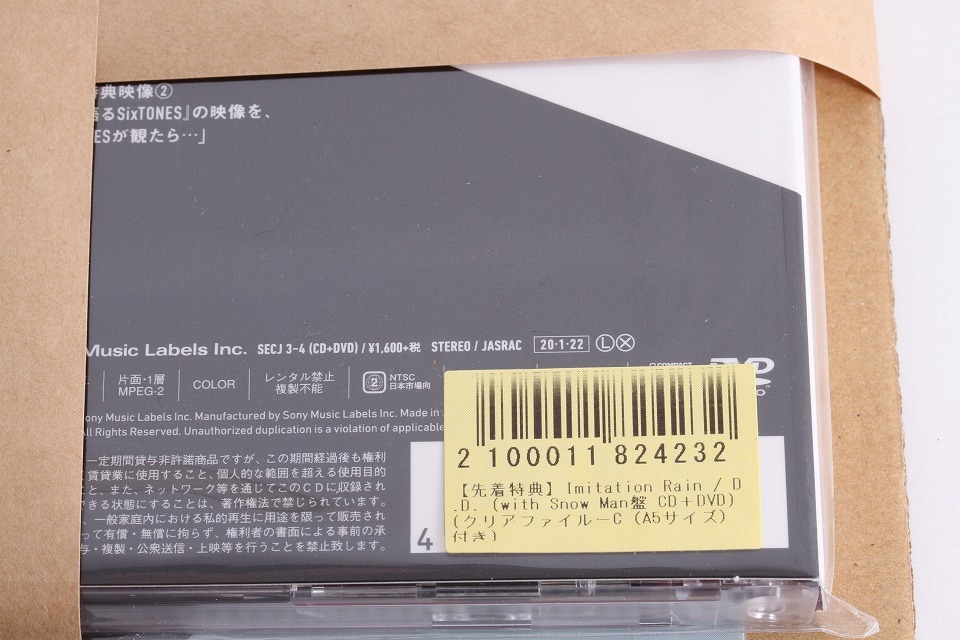 典映像②
るSixTONES』の映像を、
ESが観たら…」
Music Labels Inc. SECJ 3~4 (CD+DVD) / ¥1,600+税 STEREO / JASRAC 20・1・22 Ⓛ Ⓧ
片面・1層
MPEG-2
COLOR
レンタル禁止
複製不能
2
NTSC
日本市場向
COMPACT
ony Music Labels Inc. Manufactured by Sony Music Labels Inc. Made in
All Rights Reserved. Unauthorized duplication is a violation of applicable
一定期間貸与非許諾商品ですが、この期間経過後も権利
賃貸業に使用すること、個人的な範囲を超える使用目的
と、また、ネットワーク等を通じてこのCDに収録され
きる状態にすることは、著作権法で禁じられています。
、一般家庭内における私的再生に用途を限って販売され
って有償・無償に拘らず、権利者の書面による事前の承
与・複製・公衆送信・上映等を行うことを禁止致します。
4
2 100011 824232
【先着特典】Imitation Rain / D
.D. (with Snow Man盤 CD+DVD)
(クリアファイルーC (A5サイズ)
付き)